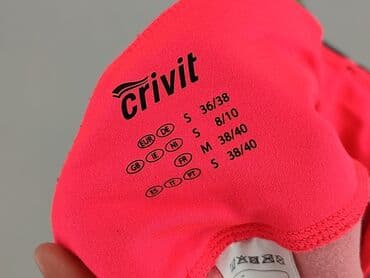 crivit
EUR DE S 36/38
GB IE NI S 8/10
FR M 38/40
ES IT PT S 38/40